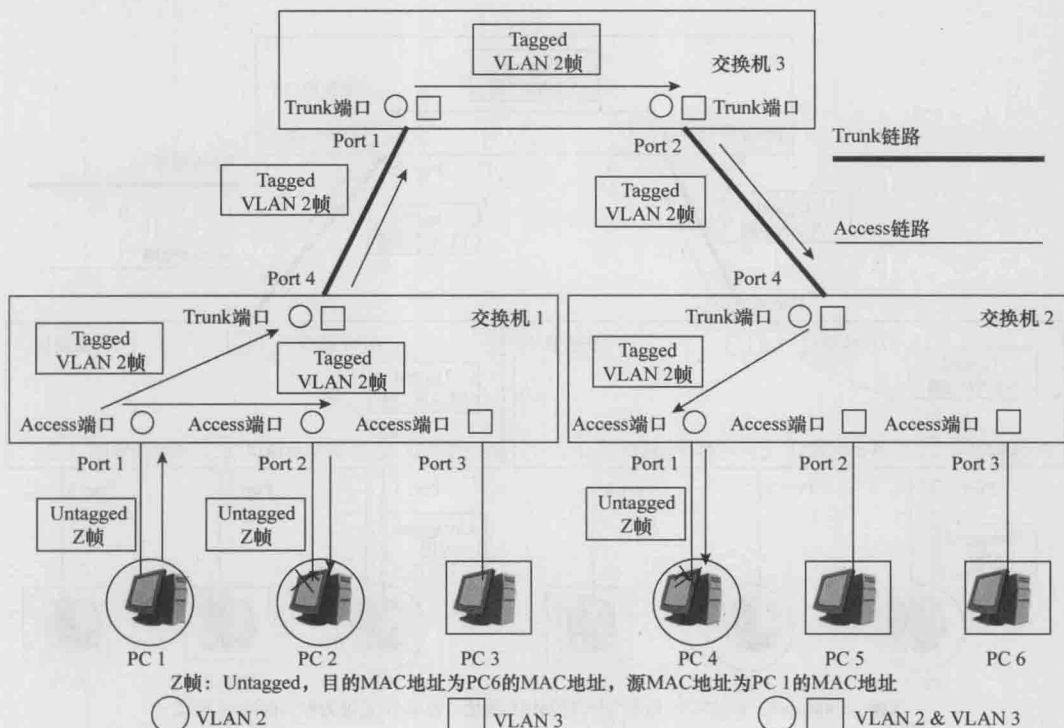 Tagged
VLAN 2帧
交换机 3
Trunk端口
Trunk端口
Port 1
Port 2
Trunk链路
Tagged
VLAN 2帧
Tagged
VLAN 2帧
Access链路
Port 4
Port 4
Trunk端口
交换机 1
Trunk端口
交换机 2
Tagged
VLAN 2帧
Tagged
VLAN 2帧
Tagged
VLAN 2帧
Access端口
Access端口
Access端口
Access端口
Access端口
Access端口
Port 1
Port 2
Port 3
Port 1
Port 2
Port 3
Untagged
Z帧
Untagged
Z帧
Untagged
Z帧
PC 1
PC 2
PC 3
PC 4
PC 5
PC 6
Z帧：Untagged，目的MAC地址为PC6的MAC地址，源MAC地址为PC 1的MAC地址
VLAN 2
VLAN 3
VLAN 2 & VLAN 3